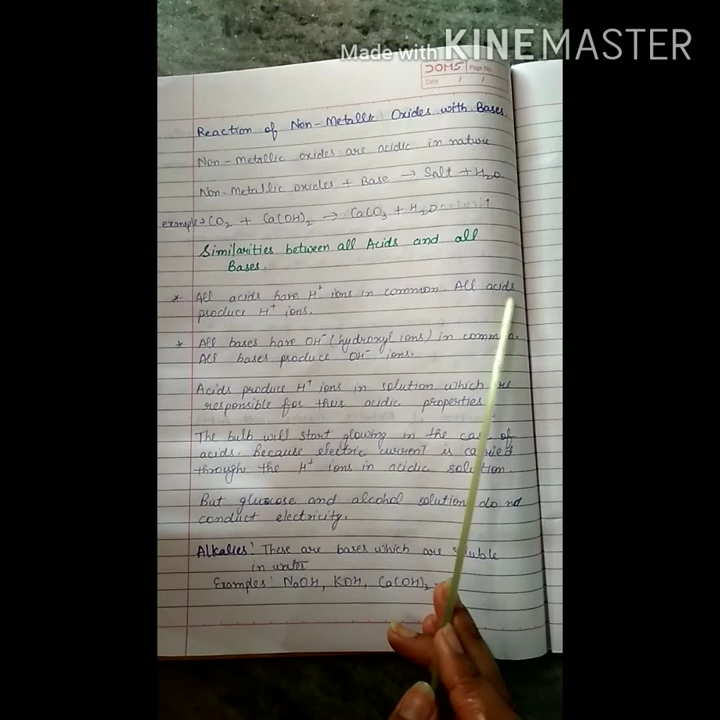 Made with KINEMASTER
DOMS Page No.
Date / /
Reaction of Non-Metallic Oxides with Bases.
Non-Metallic oxides are acidic in nature
Non-Metallic oxides + Base → Salt + H₂O
example→ CO₂ + Ca(OH)₂ → CaCO₃ + H₂O
Similarities between all Acids and all
Bases.
* All acids have H⁺ ions in common. All acids
produce H⁺ ions.
* All bases have OH⁻ (hydroxyl ions) in
All bases produce OH⁻ ions.
Acids produce H⁺ ions in solution which
responsible for their acidic properties
The bulb will start glowing in the case of
acids. Because electric current is carried
through the H⁺ ions in acidic solution.
But glucose and alcohol solution do not
conduct electricity.
Alkalies: These are bases which are soluble
in water
Examples: NaOH, KOH, Ca(OH)₂